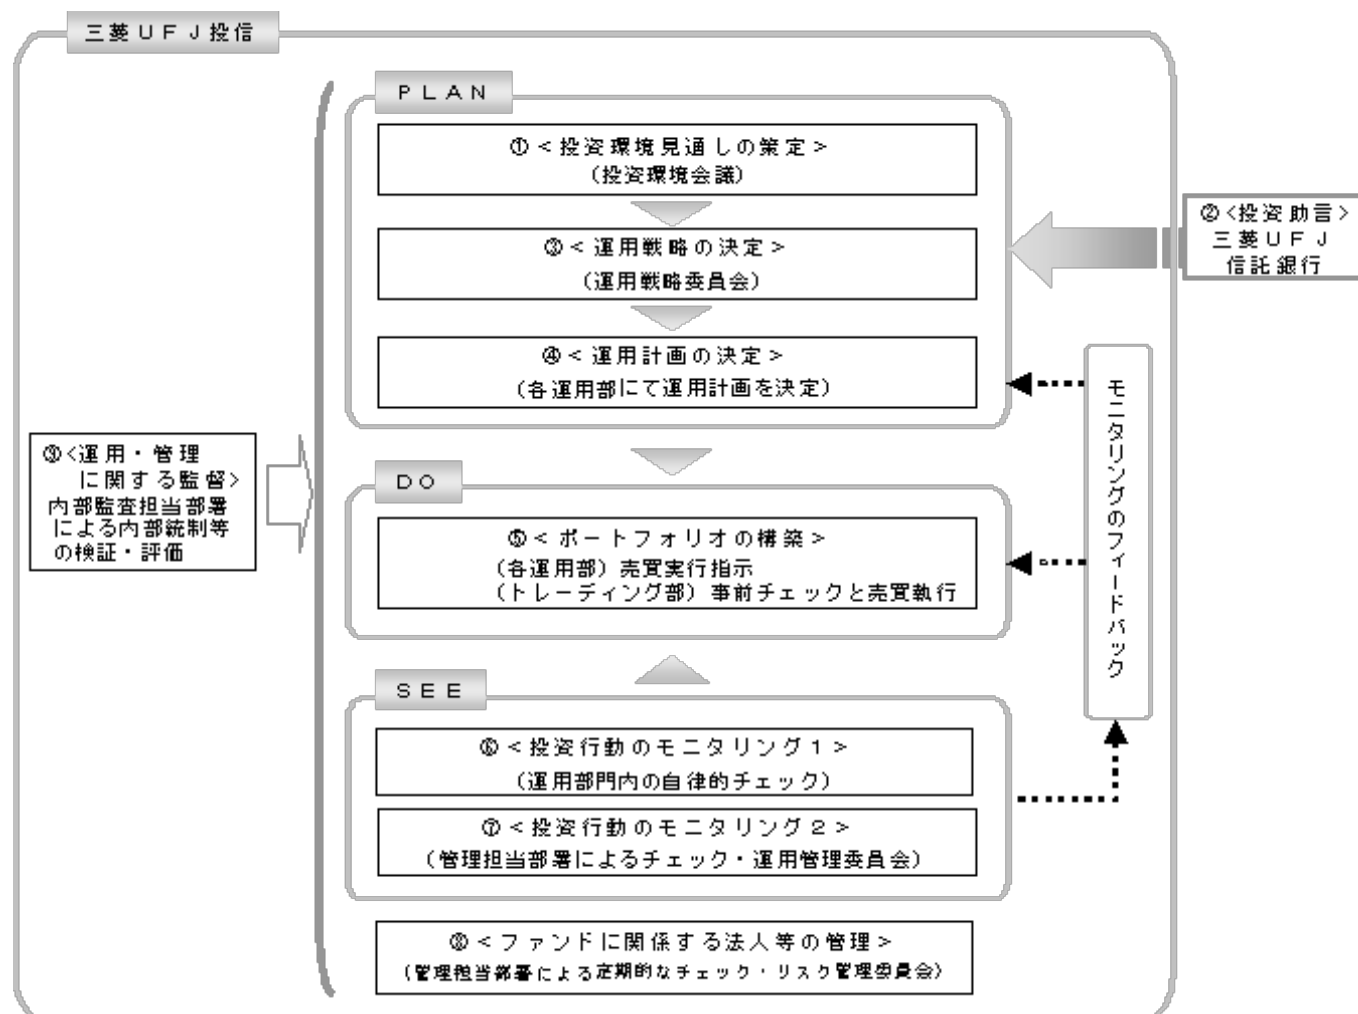 三菱ＵＦＪ投信
ＰＬＡＮ
①＜投資環境見通しの策定＞
（投資環境会議）
②＜投資助言＞
三菱ＵＦＪ
信託銀行
③＜運用戦略の決定＞
（運用戦略委員会）
④＜運用計画の決定＞
（各運用部にて運用計画を決定）
モニタリングのフィードバック
⑨＜運用・管理
に関する監督＞
内部監査担当部署
による内部統制等
の検証・評価
ＤＯ
⑤＜ポートフォリオの構築＞
（各運用部）売買実行指示
（トレーディング部）事前チェックと売買執行
ＳＥＥ
⑥＜投資行動のモニタリング１＞
（運用部門内の自律的チェック）
⑦＜投資行動のモニタリング２＞
（管理担当部署によるチェック・運用管理委員会）
⑧＜ファンドに関係する法人等の管理＞
（管理担当部署による定期的なチェック・リスク管理委員会）